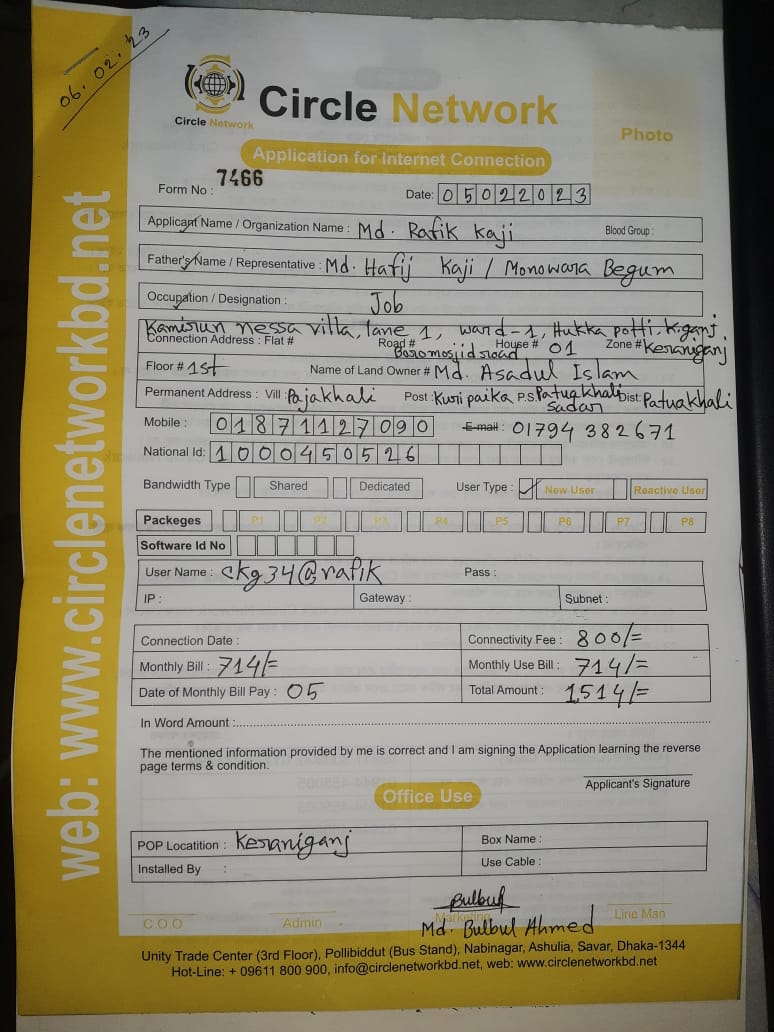 06.02.23
Circle Network
Circle Network
Photo
Application for Internet Connection
Form No : 7466
Date: 05022023
Applicant Name / Organization Name : Md. Rafik Kaji Blood Group :
Father's Name / Representative : Md. Hafij Kaji / Monowara Begum
Occupation / Designation : Job
Kamirun nessa villa, lane 1, ward-1, Hukka potti. K.ganj
Connection Address : Flat # Road # Boromosjid road House # 01 Zone # Keraniganj
Floor # 1st Name of Land Owner # Md. Asadul Islam
Permanent Address : Vill : Pajakhali Post : Kuri paika P.S. Patuakhali Sadar Dist: Patuakhali
Mobile : 01871127090 E-mail : 01794 382671
National Id: 1000450526
Bandwidth Type Shared Dedicated User Type : New User Reactive User
Packeges P1 P2 P3 P4 P5 P6 P7 P8
Software Id No
User Name : ckg34@rafik Pass :
IP : Gateway : Subnet :
Connection Date : Connectivity Fee : 800/=
Monthly Bill : 714/= Monthly Use Bill : 714/=
Date of Monthly Bill Pay : 05 Total Amount : 1514/=
In Word Amount :
The mentioned information provided by me is correct and I am signing the Application learning the reverse
page terms & condition.
Applicant's Signature
Office Use
POP Locatition : Keraniganj Box Name :
Installed By : Use Cable :
Bulbul
C.O.O Admin Marketing Line Man
Md. Bulbul Ahmed
Unity Trade Center (3rd Floor), Pollibiddut (Bus Stand), Nabinagar, Ashulia, Savar, Dhaka-1344
Hot-Line: + 09611 800 900, info@circlenetworkbd.net, web: www.circlenetworkbd.net
web: www.circlenetworkbd.net